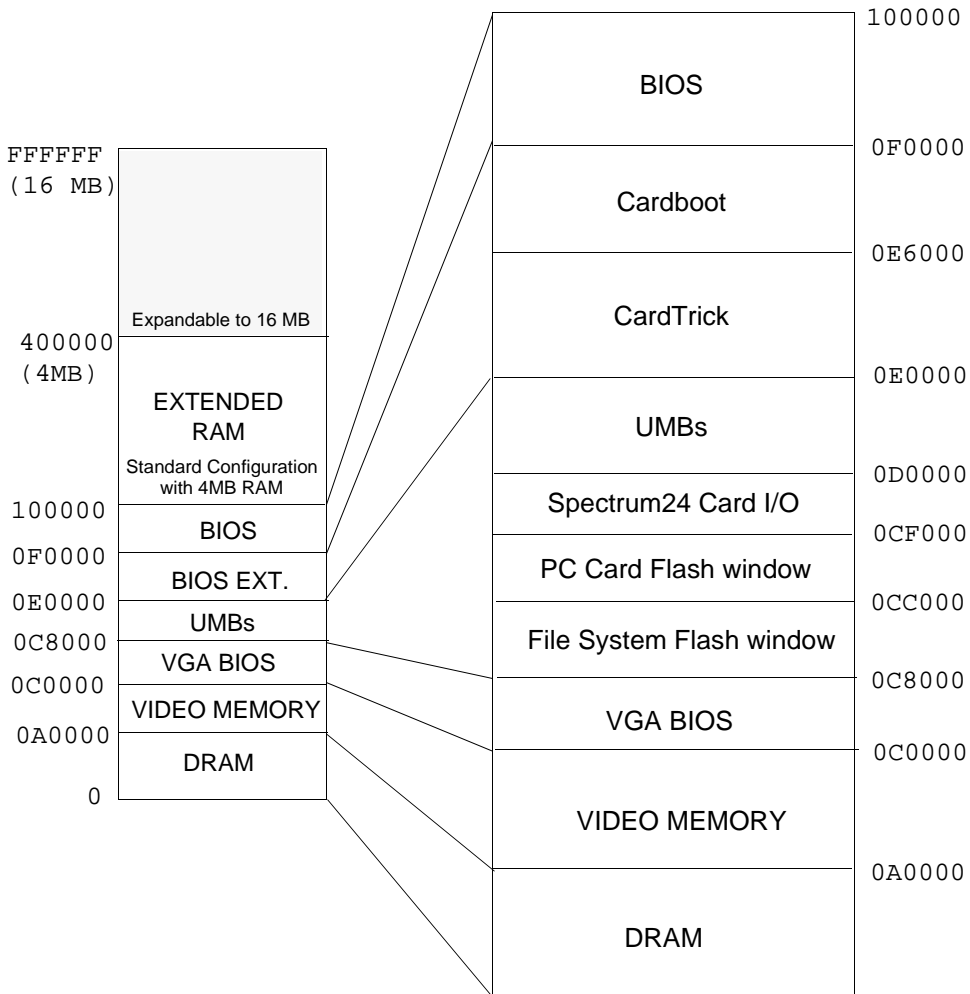 FFFFFF
(16 MB)
Expandable to 16 MB
400000
(4MB)
EXTENDED
RAM
Standard Configuration
with 4MB RAM
100000
BIOS
0F0000
BIOS EXT.
0E0000
UMBs
0C8000
VGA BIOS
0C0000
VIDEO MEMORY
0A0000
DRAM
0
100000
BIOS
0F0000
Cardboot
0E6000
CardTrick
0E0000
UMBs
0D0000
Spectrum24 Card I/O
0CF000
PC Card Flash window
0CC000
File System Flash window
0C8000
VGA BIOS
0C0000
VIDEO MEMORY
0A0000
DRAM